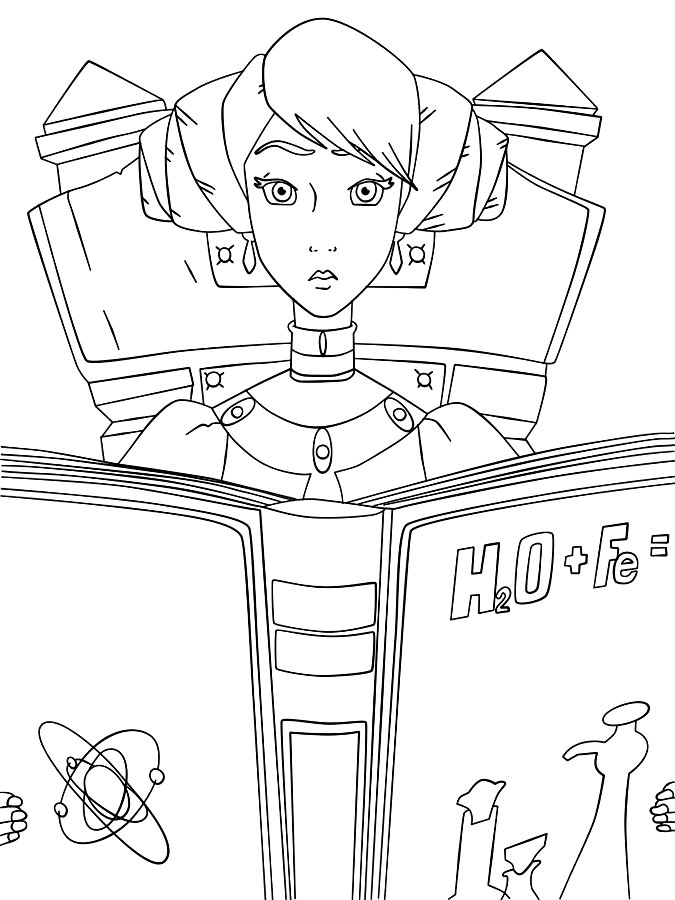 H₂O + Fe =